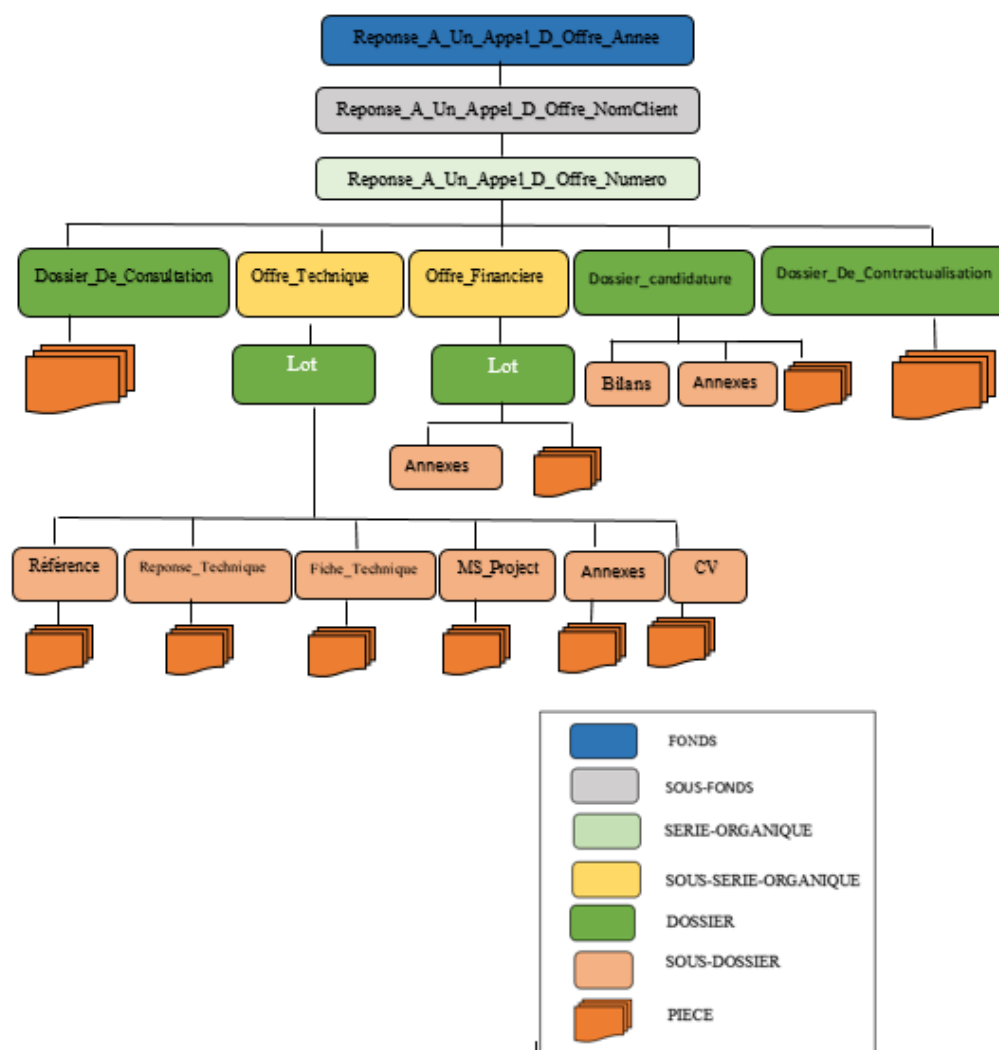 Reponse_A_Un_Appel_D_Offre_Annee
Reponse_A_Un_Appel_D_Offre_NomClient
Reponse_A_Un_Appel_D_Offre_Numero
Dossier_De_Consultation
Offre_Technique
Offre_Financiere
Dossier_candidature
Dossier_De_Contractualisation
Lot
Lot
Bilans
Annexes
Annexes
Référence
Reponse_Technique
Fiche_Technique
MS_Project
Annexes
CV
FONDS
SOUS-FONDS
SERIE-ORGANIQUE
SOUS-SERIE-ORGANIQUE
DOSSIER
SOUS-DOSSIER
PIECE